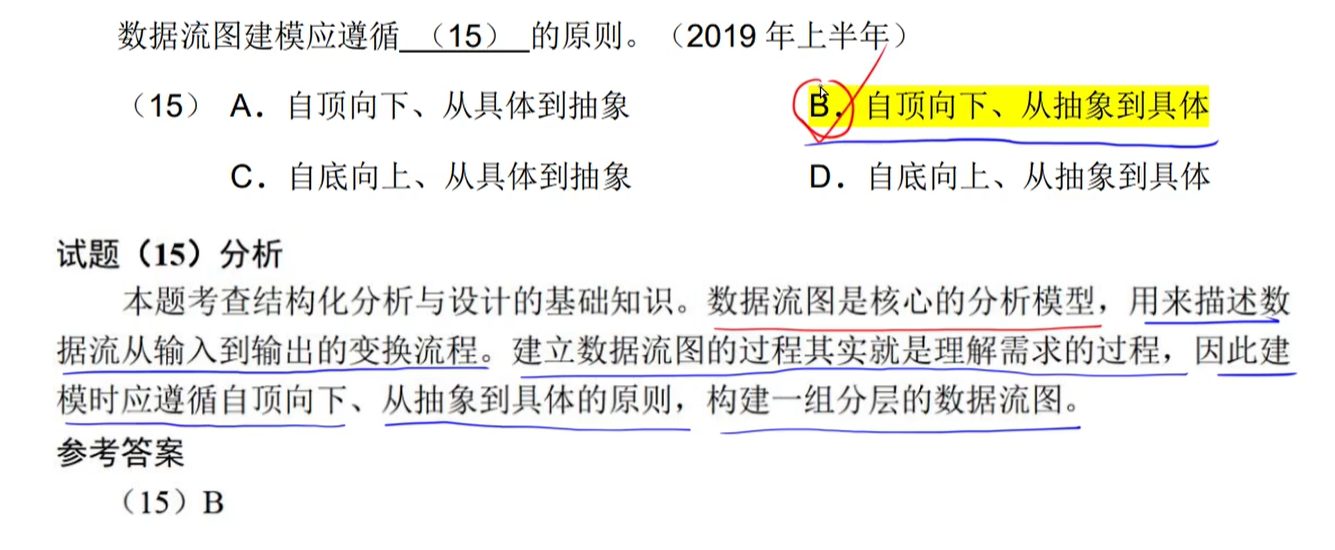 数据流图建模应遵循 （15） 的原则。（2019 年上半年）
（15） A．自顶向下、从具体到抽象 B．自顶向下、从抽象到具体
C．自底向上、从具体到抽象 D．自底向上、从抽象到具体
试题（15）分析
本题考查结构化分析与设计的基础知识。数据流图是核心的分析模型，用来描述数
据流从输入到输出的变换流程。建立数据流图的过程其实就是理解需求的过程，因此建
模时应遵循自顶向下、从抽象到具体的原则，构建一组分层的数据流图。
参考答案
（15）B